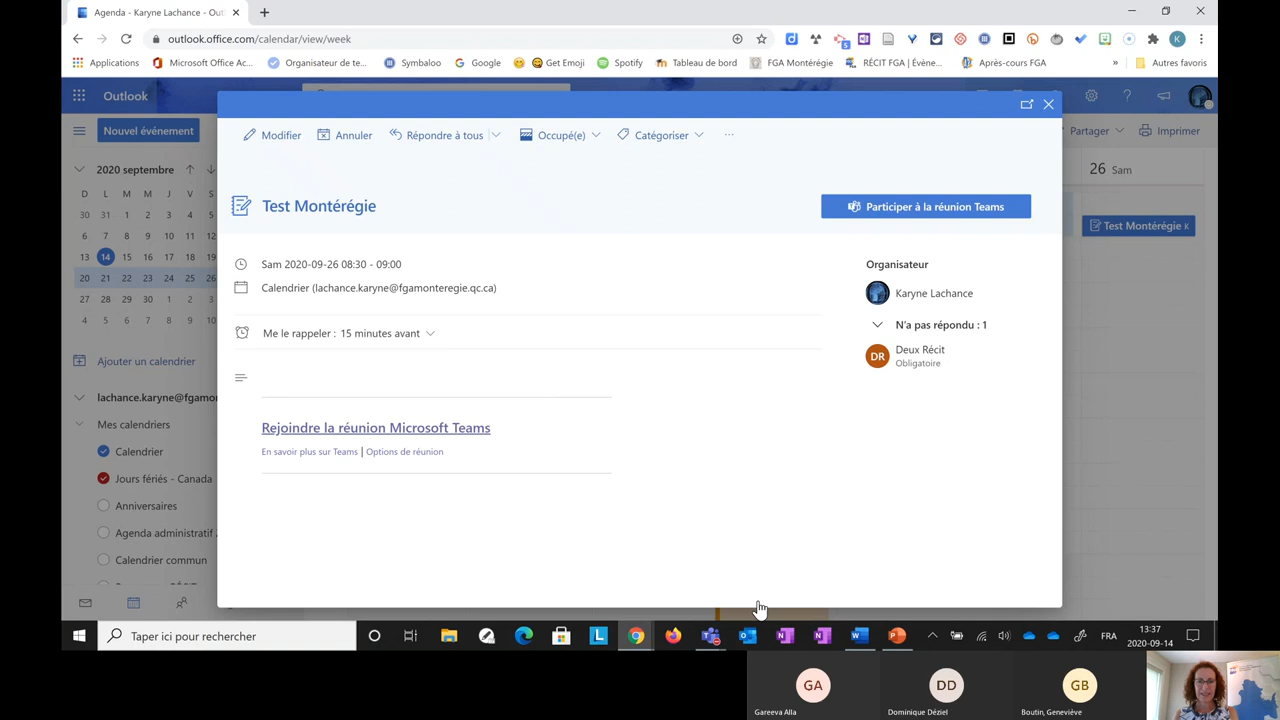 Agenda - Karyne Lachance - Out
outlook.office.com/calendar/view/week
Applications
Microsoft Office Ac...
Organisateur de te...
Symbaloo
Google
Get Emoji
Spotify
Tableau de bord
FGA Montérégie
RÉCIT FGA | Évène...
Après-cours FGA
»
Autres favoris
Outlook
Nouvel événement
Modifier
Annuler
Répondre à tous
Occupé(e)
Catégoriser
...
Partager
Imprimer
2020 septembre
D L M M J V S
30 31 1 2 3 4 5
6 7 8 9 10 11 12
13 14 15 16 17 18 19
20 21 22 23 24 25 26
27 28 29 30 1 2 3
4 5 6 7 8 9 10
26 Sam
Test Montérégie K
Ajouter un calendrier
lachance.karyne@fgamo
Mes calendriers
Calendrier
Jours fériés - Canada
Anniversaires
Agenda administratif
Calendrier commun
Test Montérégie
Participer à la réunion Teams
Sam 2020-09-26 08:30 - 09:00
Calendrier (lachance.karyne@fgamonteregie.qc.ca)
Me le rappeler : 15 minutes avant
Rejoindre la réunion Microsoft Teams
En savoir plus sur Teams | Options de réunion
Organisateur
Karyne Lachance
N'a pas répondu : 1
DR
Deux Récit
Obligatoire
Taper ici pour rechercher
FRA
13:37
2020-09-14
GA
Gareeva Alla
DD
Dominique Déziel
GB
Boutin, Geneviève